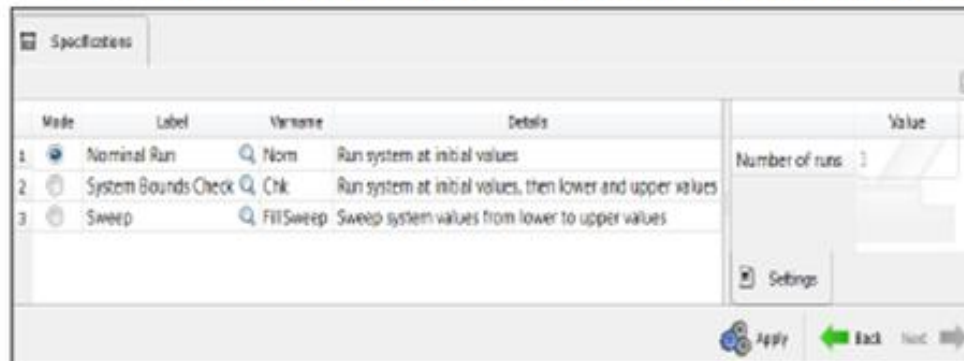 Specifications
Mode Label Varname Details Value
1 Nominal Run Nom Run system at initial values
2 System Bounds Check Chk Run system at initial values, then lower and upper values
3 Sweep FillSweep Sweep system values from lower to upper values
Number of runs 1
Settings
Apply Back Next